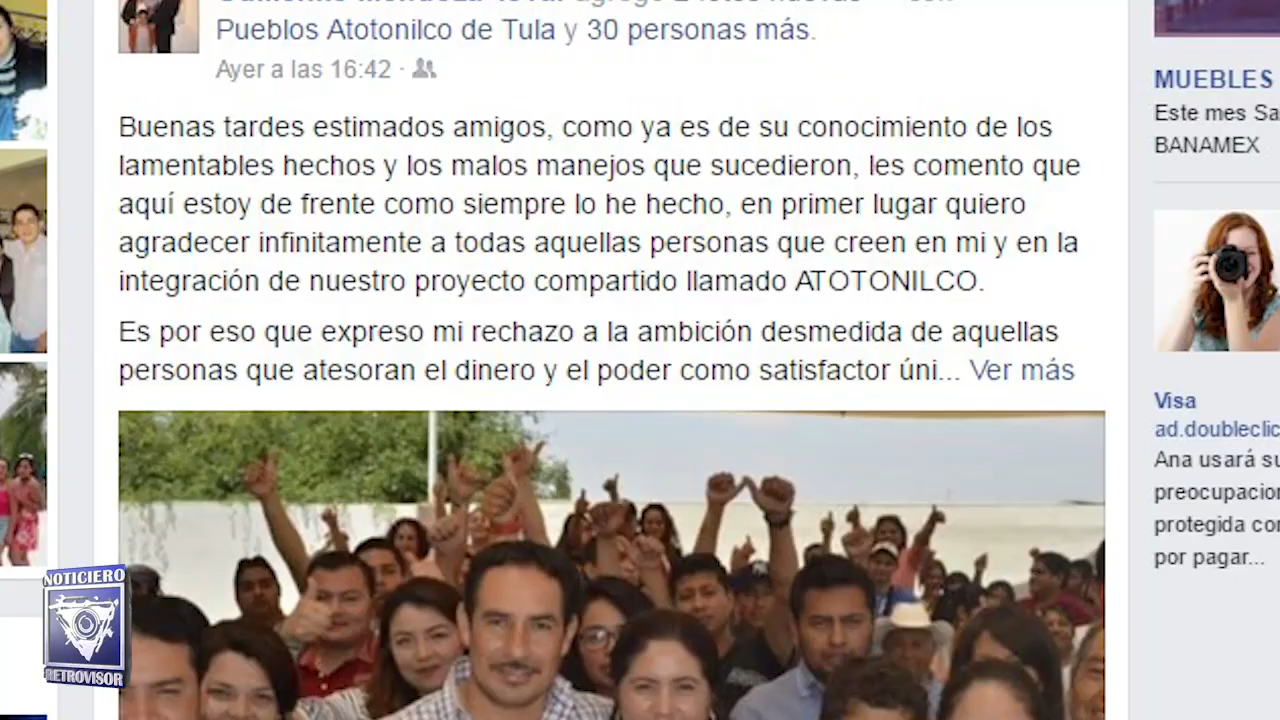 Pueblos Atotonilco de Tula y 30 personas más.
Ayer a las 16:42 ·
Buenas tardes estimados amigos, como ya es de su conocimiento de los
lamentables hechos y los malos manejos que sucedieron, les comento que
aquí estoy de frente como siempre lo he hecho, en primer lugar quiero
agradecer infinitamente a todas aquellas personas que creen en mi y en la
integración de nuestro proyecto compartido llamado ATOTONILCO.
Es por eso que expreso mi rechazo a la ambición desmedida de aquellas
personas que atesoran el dinero y el poder como satisfactor úni... Ver más
MUEBLES
Este mes Sa
BANAMEX
Visa
ad.doubleclic
Ana usará su
preocupacion
protegida con
por pagar...
NOTICIERO
RETROVISOR